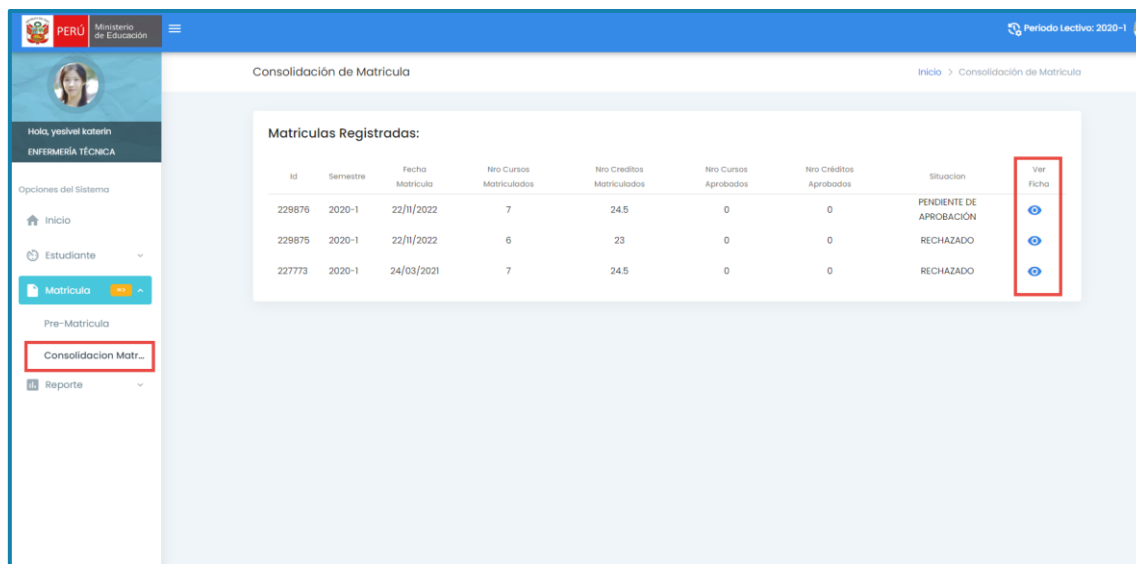 PERÚ
Ministerio
de Educación
Periodo Lectivo: 2020-1
Hola, yesivel katerin
ENFERMERÍA TÉCNICA
Opciones del Sistema
Inicio
Estudiante
Matricula
Pre-Matricula
Consolidacion Matr...
Reporte
Consolidación de Matricula
Inicio > Consolidación de Matricula
Matriculas Registradas:
Id Semestre Fecha Matricula Nro Cursos Matriculados Nro Creditos Matriculados Nro Cursos Aprobados Nro Créditos Aprobados Situacion Ver Ficha
229876 2020-1 22/11/2022 7 24.5 0 0 PENDIENTE DE APROBACIÓN
229875 2020-1 22/11/2022 6 23 0 0 RECHAZADO
227773 2020-1 24/03/2021 7 24.5 0 0 RECHAZADO